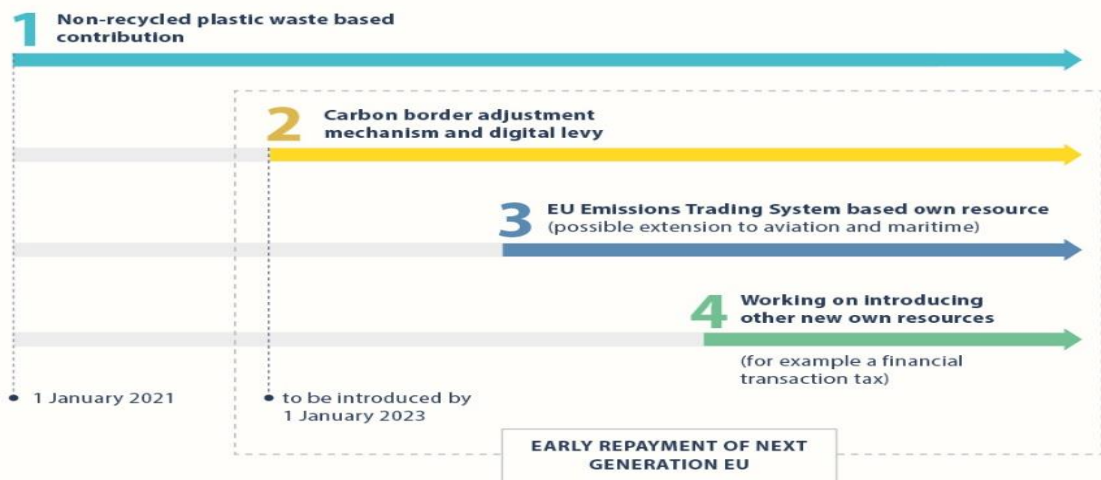 1 Non-recycled plastic waste based
contribution
2 Carbon border adjustment
mechanism and digital levy
3 EU Emissions Trading System based own resource
(possible extension to aviation and maritime)
4 Working on introducing
other new own resources
(for example a financial
transaction tax)
1 January 2021
to be introduced by
1 January 2023
EARLY REPAYMENT OF NEXT
GENERATION EU